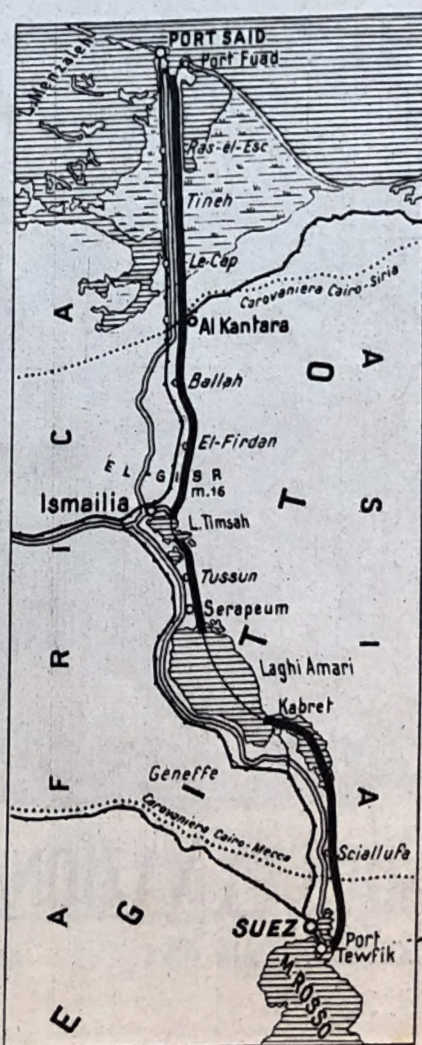 PORT SAID
Port Fuad
L. Menzaleh
Ras-el-Esc
Tineh
Le-Cap
Carovaniera Cairo-Siria
Al Kantara
Ballah
El-Firdan
EL GISR
m.16
Ismailia
L. Timsah
Tussun
Serapeum
Laghi Amari
Kabret
Geneffe
Carovaniera Cairo-Mecca
Sciallufa
SUEZ
Port
Tewfik
M. ROSSO
AFRICA
ASIA
EGITTO